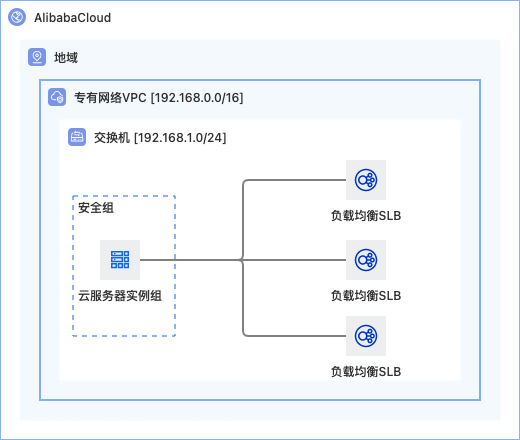 AlibabaCloud
地域
专有网络VPC [192.168.0.0/16]
交换机 [192.168.1.0/24]
安全组
云服务器实例组
负载均衡SLB
负载均衡SLB
负载均衡SLB